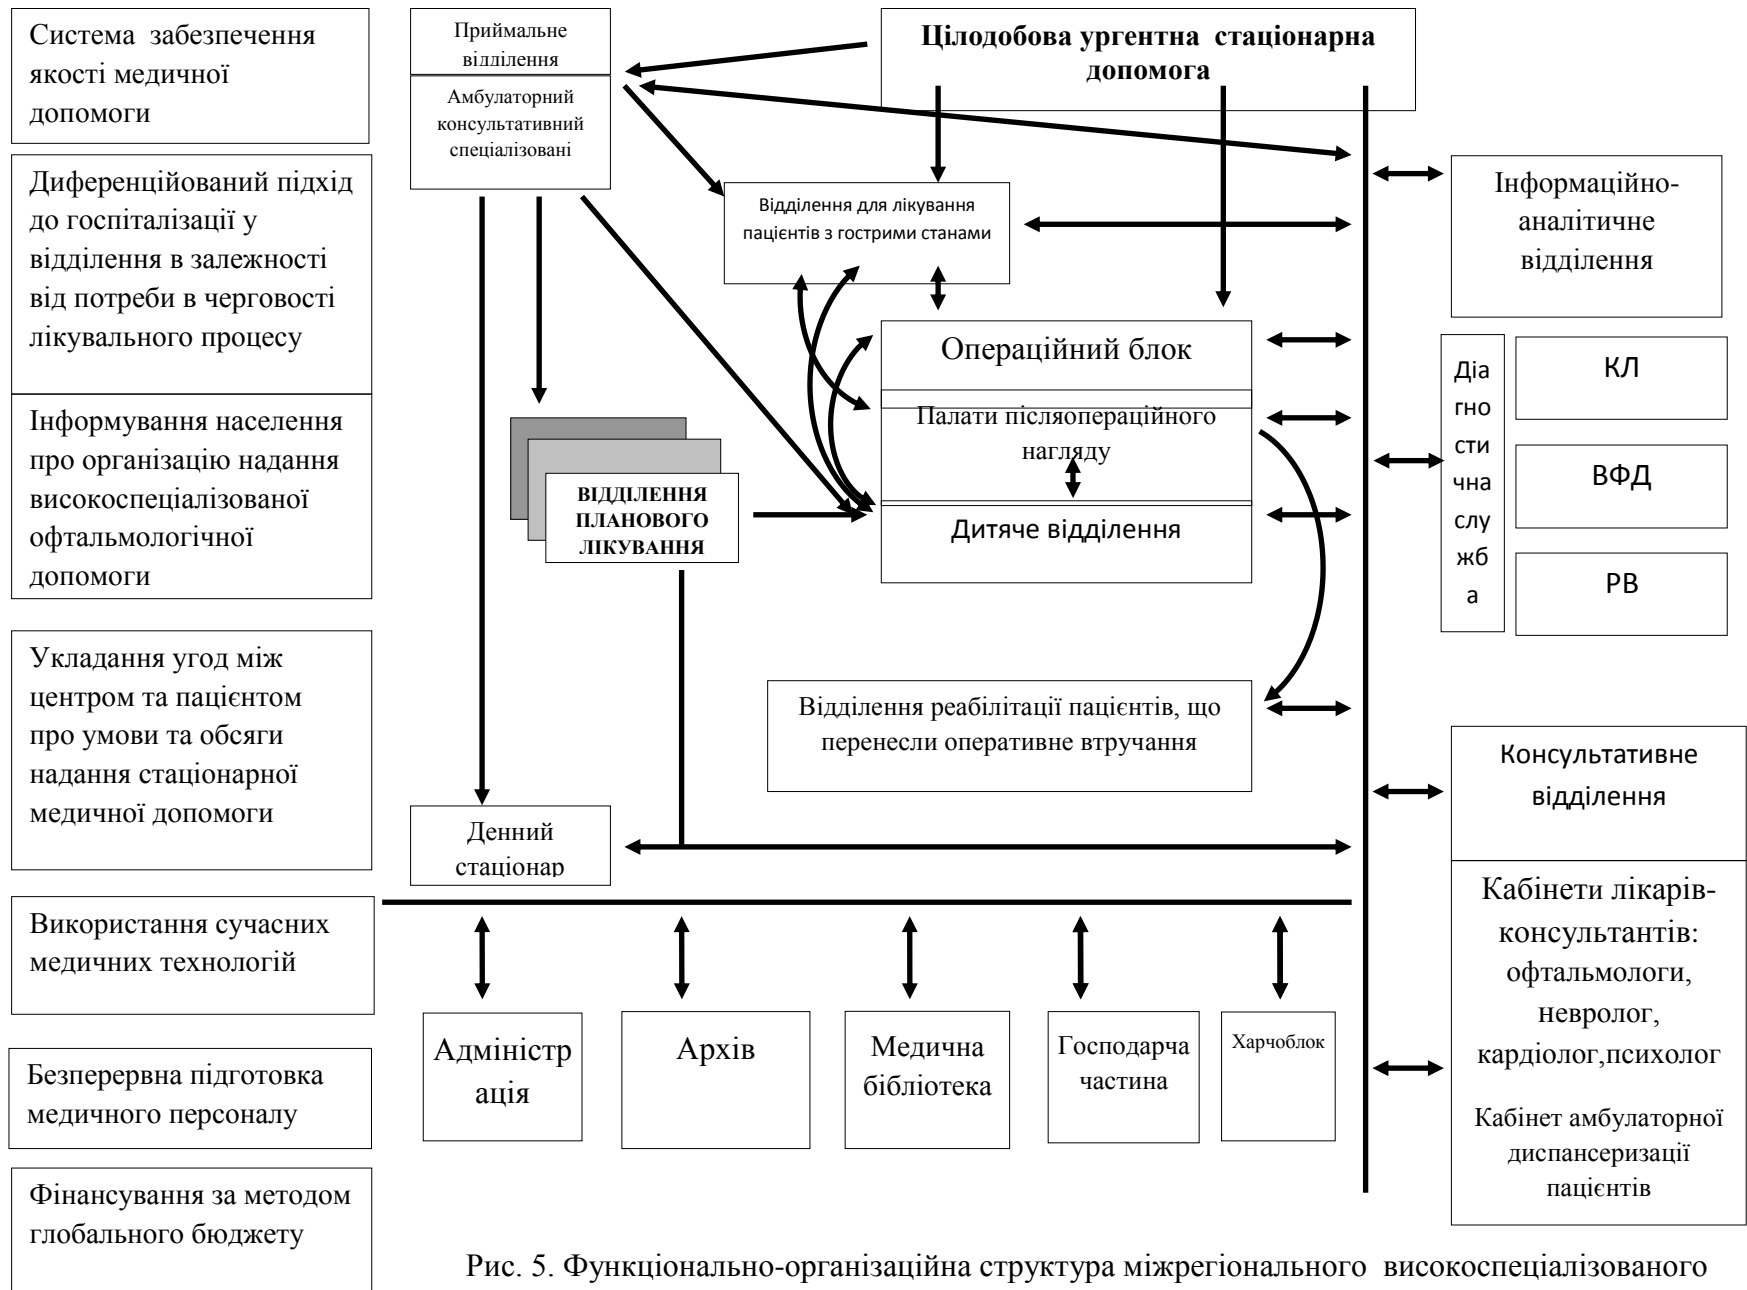 Система забезпечення
якості медичної
допомоги
Диференційований підхід
до госпіталізації у
відділення в залежності
від потреби в черговості
лікувального процесу
Інформування населення
про організацію надання
високоспеціалізованої
офтальмологічної
допомоги
Укладання угод між
центром та пацієнтом
про умови та обсяги
надання стаціонарної
медичної допомоги
Використання сучасних
медичних технологій
Безперервна підготовка
медичного персоналу
Фінансування за методом
глобального бюджету
Приймальне
відділення
Амбулаторний
консультативний
спеціалізовані
Цілодобова ургентна стаціонарна
допомога
Відділення для лікування
пацієнтів з гострими станами
Операційний блок
Палати післяопераційного
нагляду
Дитяче відділення
ВІДДІЛЕННЯ
ПЛАНОВОГО
ЛІКУВАННЯ
Відділення реабілітації пацієнтів, що
перенесли оперативне втручання
Денний
стаціонар
Адміністр
ація
Архів
Медична
бібліотека
Господарча
частина
Харчоблок
Інформаційно-
аналітичне
відділення
Діа
гно
сти
чна
слу
жб
а
КЛ
ВФД
РВ
Консультативне
відділення
Кабінети лікарів-
консультантів:
офтальмологи,
невролог,
кардіолог,психолог
Кабінет амбулаторної
диспансеризації
пацієнтів
Рис. 5. Функціонально-організаційна структура міжрегіонального високоспеціалізованого